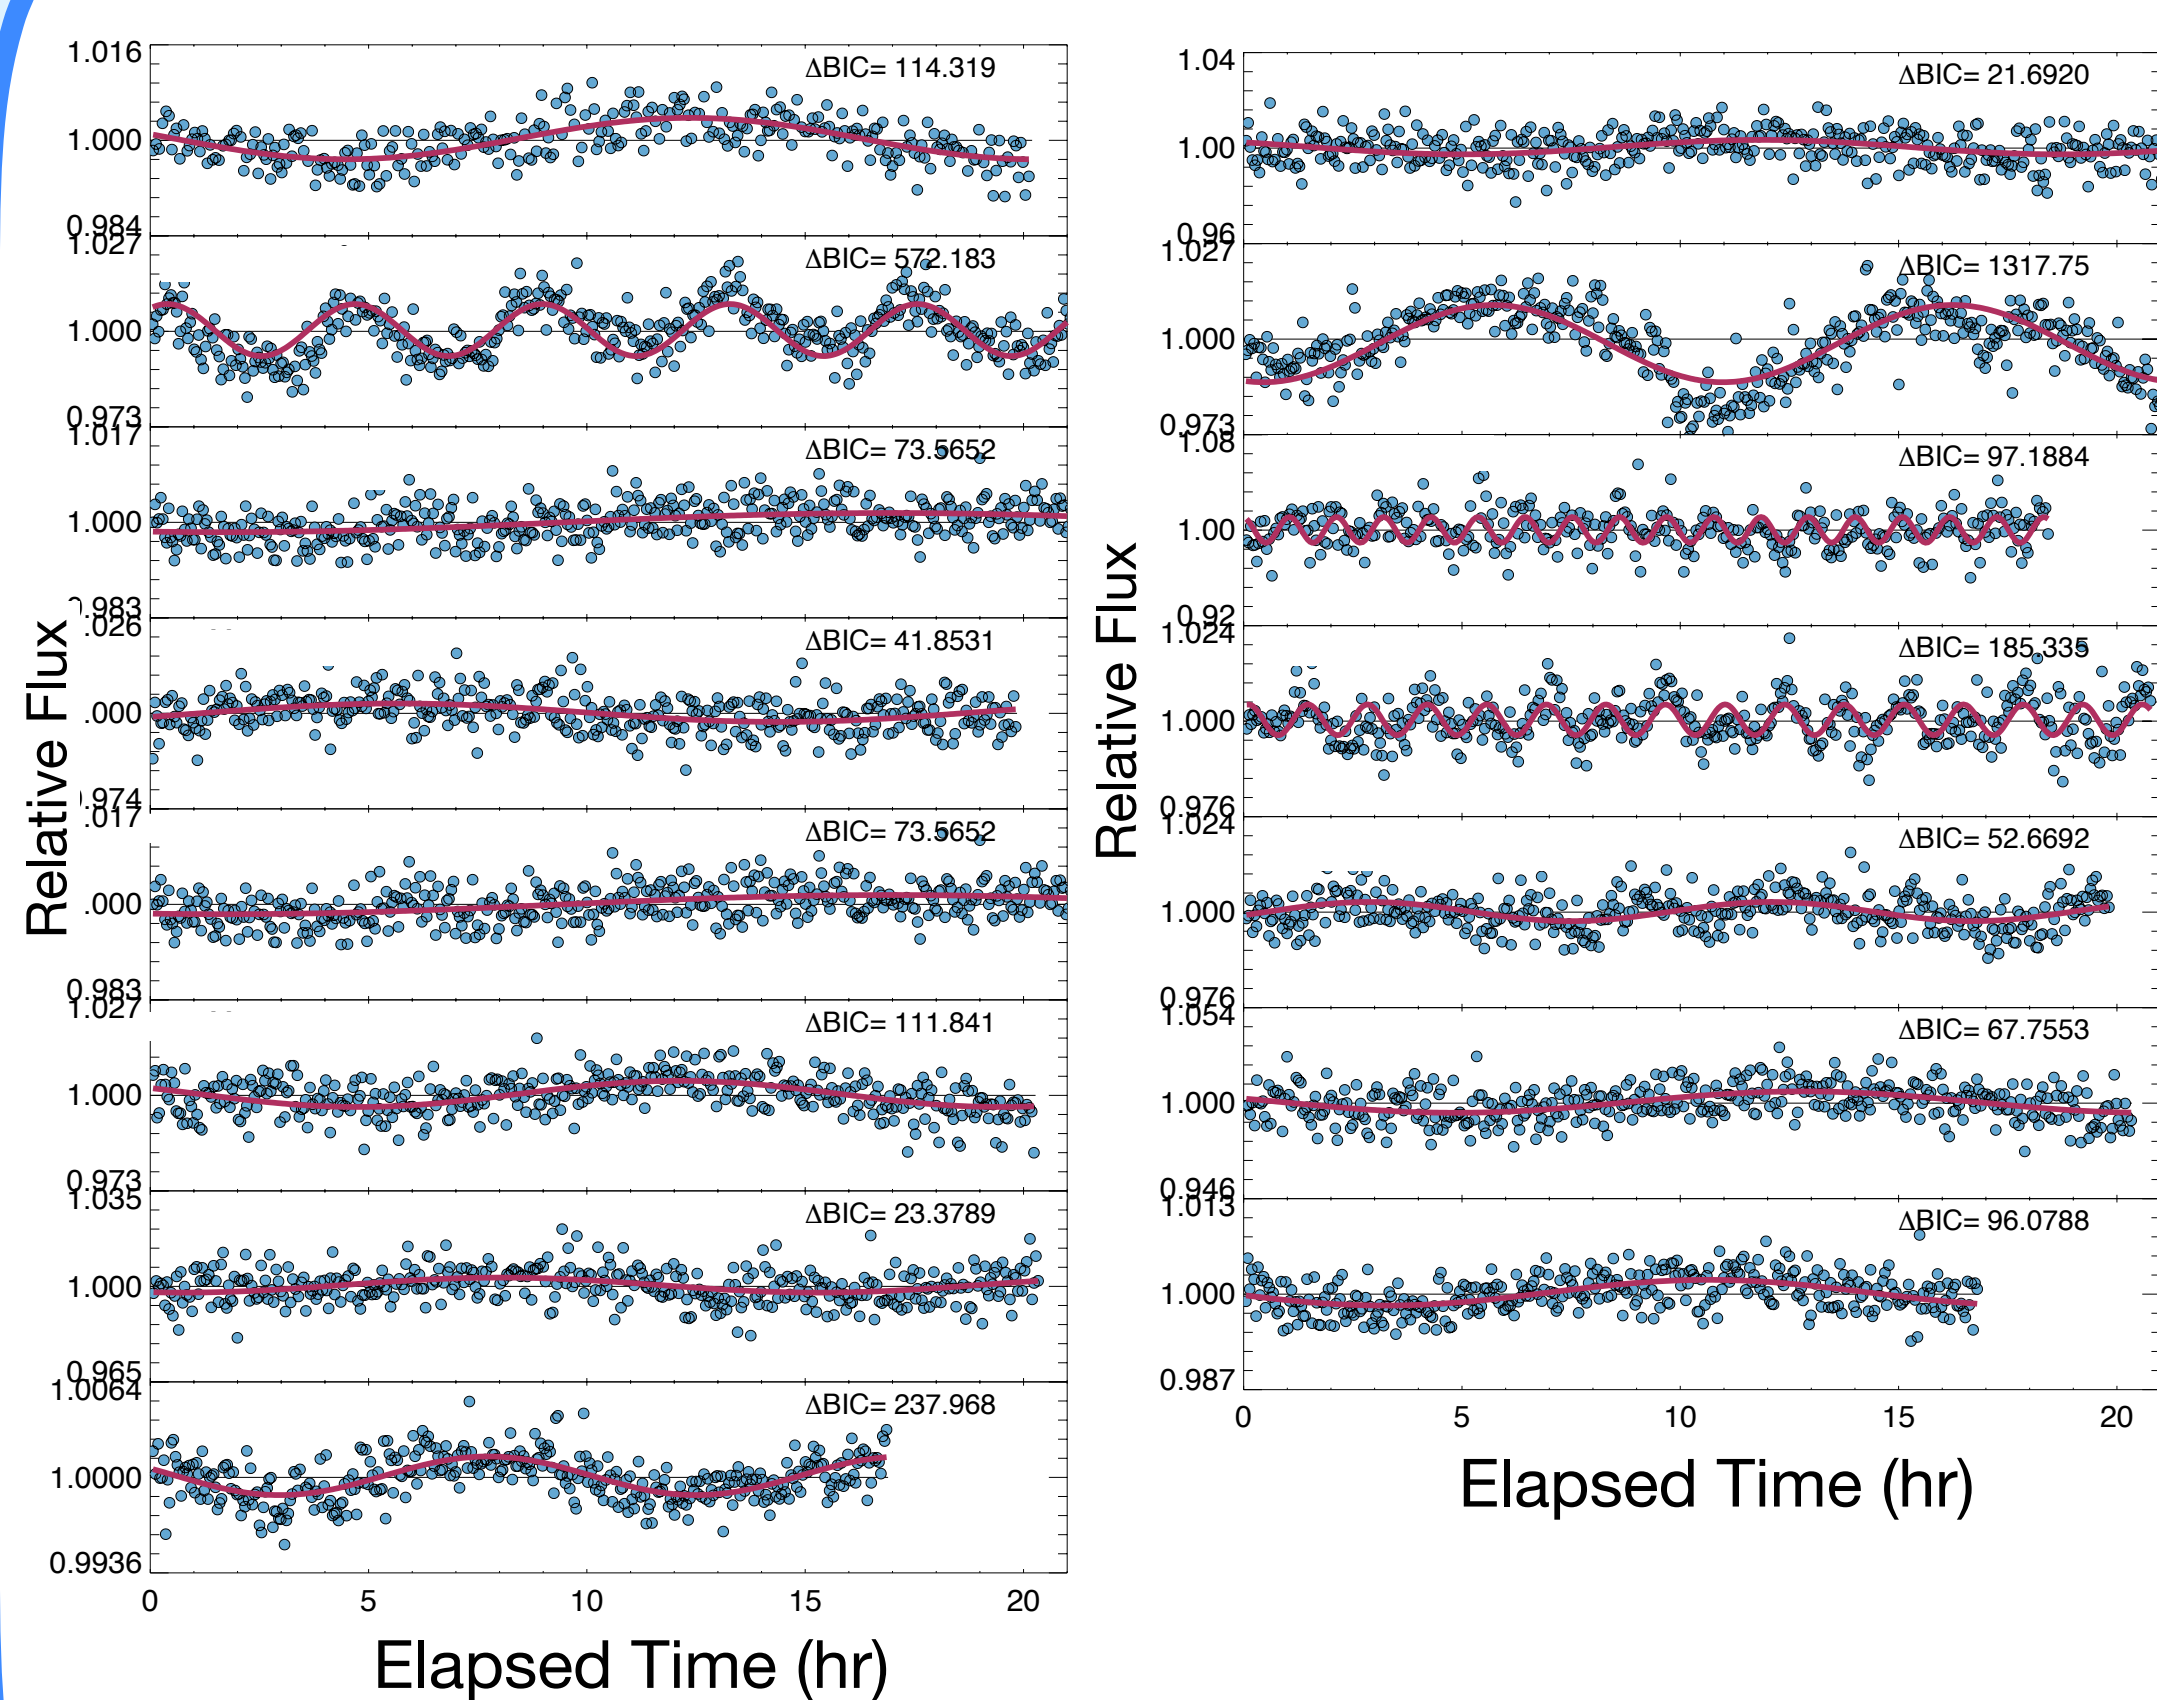 1.016
ΔBIC= 114.319
1.000
0.984
1.027
ΔBIC= 572.183
1.000
0.973
1.017
ΔBIC= 73.5652
1.000
.983
.026
ΔBIC= 41.8531
.000
.974
.017
ΔBIC= 73.5652
.000
0.983
1.027
ΔBIC= 111.841
1.000
0.973
1.035
ΔBIC= 23.3789
1.000
0.965
1.0064
ΔBIC= 237.968
1.0000
0.9936
0 5 10 15 20
Relative Flux
Elapsed Time (hr)
1.04
ΔBIC= 21.6920
1.00
0.96
1.027
ΔBIC= 1317.75
1.000
0.973
1.08
ΔBIC= 97.1884
1.00
0.92
1.024
ΔBIC= 185.335
1.000
0.976
1.024
ΔBIC= 52.6692
1.000
0.976
1.054
ΔBIC= 67.7553
1.000
0.946
1.013
ΔBIC= 96.0788
1.000
0.987
0 5 10 15 20
Relative Flux
Elapsed Time (hr)